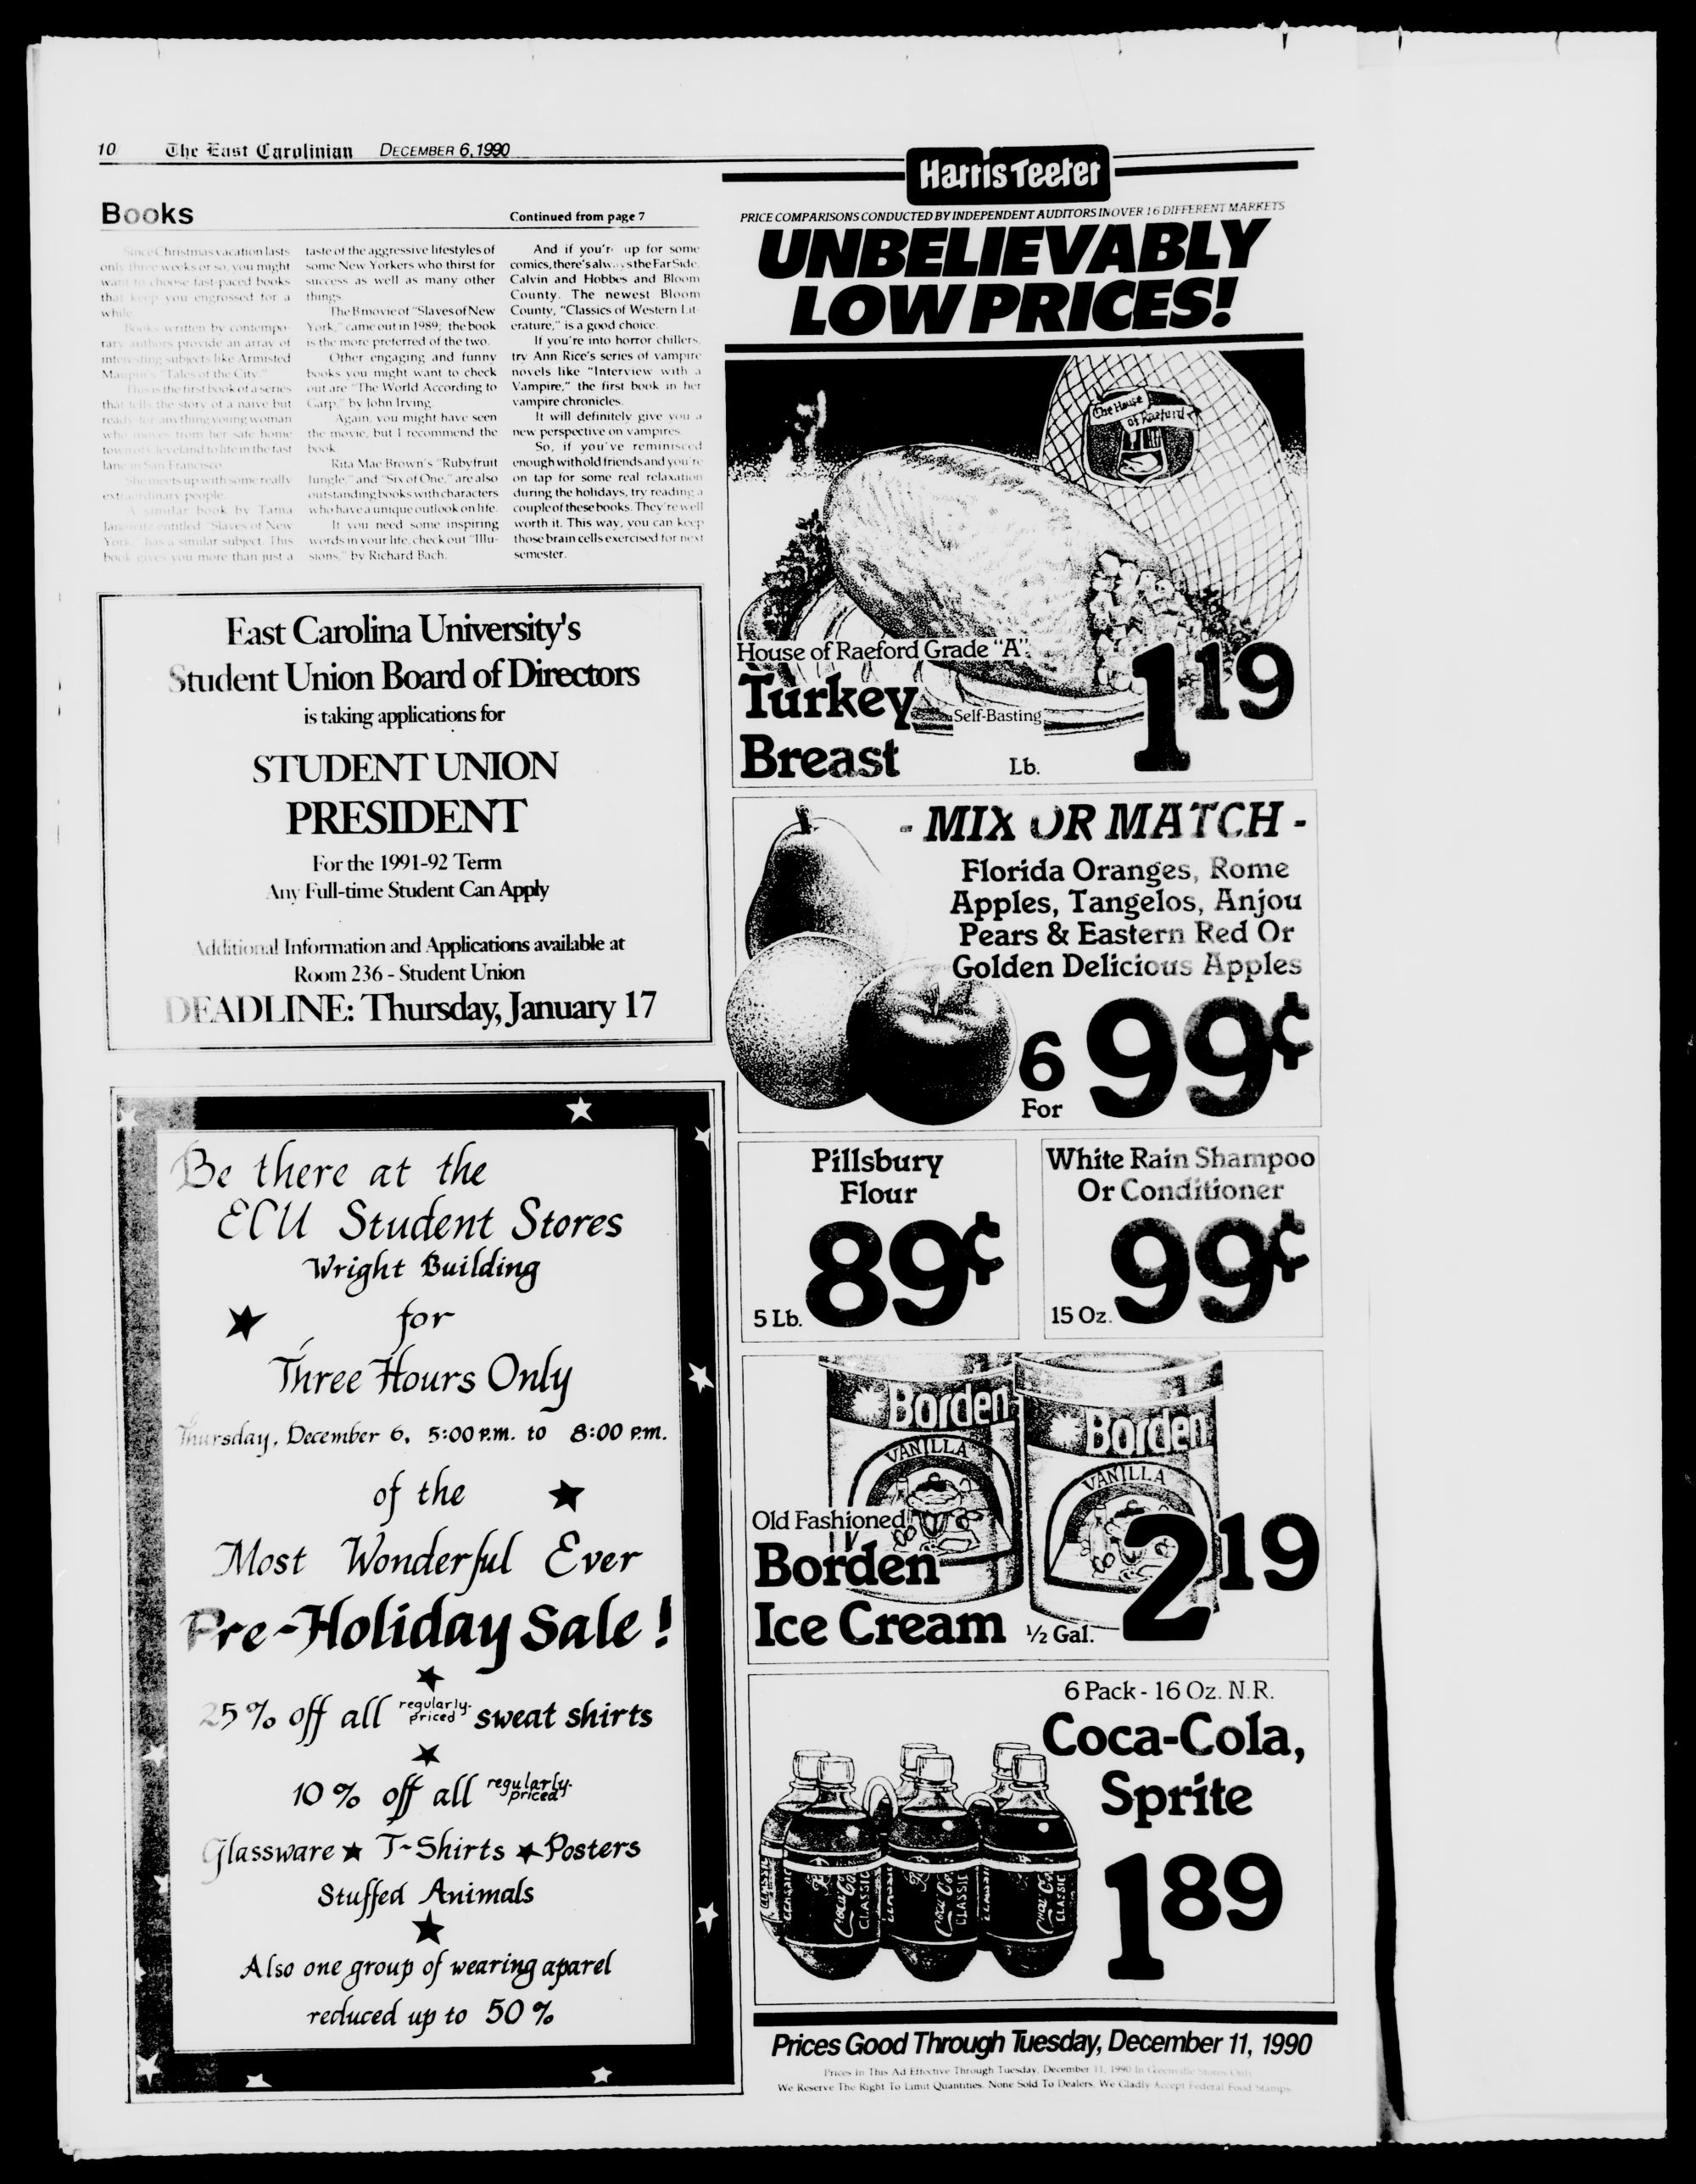 10 The East Carolinian DECEMBER 6, 1990
Books
Continued from page 7
Since Christmas vacation lasts
only three weeks or so, you might
want to choose fast-paced books
that keep you engrossed for a
while.
Books written by contempo-
rary authors provide an array of
interesting subjects like Armisted
Maupin's "Tales of the City."
This is the first book of a series
that tells the story of a naive but
ready-for-anything young woman
who moves from her safe home
town of Cleveland to life in the fast
lane in San Francisco.
She meets up with some really
extraordinary people.
A similar book by Tama
Janowitz entitled "Slaves of New
York," has a similar subject. This
book gives you more than just a
taste of the aggressive lifestyles of
some New Yorkers who thirst for
success as well as many other
things.
The B movie of "Slaves of New
York," came out in 1989; the book
is the more preferred of the two.
Other engaging and funny
books you might want to check
out are "The World According to
Garp," by John Irving.
Again, you might have seen
the movie, but I recommend the
book.
Rita Mae Brown's "Rubyfruit
Jungle," and "Six of One," are also
outstanding books with characters
who have a unique outlook on life.
If you need some inspiring
words in your life, check out "Illu-
sions," by Richard Bach.
And if you're up for some
comics, there's always the Far Side,
Calvin and Hobbes and Bloom
County. The newest Bloom
County, "Classics of Western Lit-
erature," is a good choice.
If you're into horror chillers,
try Ann Rice's series of vampire
novels like "Interview with a
Vampire," the first book in her
vampire chronicles.
It will definitely give you a
new perspective on vampires.
So, if you've reminisced
enough with old friends and you're
on tap for some real relaxation
during the holidays, try reading a
couple of these books. They're well
worth it. This way, you can keep
those brain cells exercised for next
semester.
East Carolina University's
Student Union Board of Directors
is taking applications for
STUDENT UNION
PRESIDENT
For the 1991-92 Term
Any Full-time Student Can Apply
Additional Information and Applications available at
Room 236 - Student Union
DEADLINE: Thursday, January 17
Be there at the
ECU Student Stores
Wright Building
for
Three Hours Only
Thursday, December 6, 5:00 P.M. to 8:00 P.M.
of the
Most Wonderful Ever
Pre-Holiday Sale!
25% off all regularly-priced sweat shirts
10% off all regularly-priced
Glassware ★ T-Shirts ★ Posters
Stuffed Animals
Also one group of wearing aparel
reduced up to 50%
Harris Teeter
PRICE COMPARISONS CONDUCTED BY INDEPENDENT AUDITORS IN OVER 16 DIFFERENT MARKETS
UNBELIEVABLY
LOW PRICES!
The House
of Raeford
House of Raeford Grade "A"
Turkey
Self-Basting
Breast
Lb.
1 19
- MIX OR MATCH -
Florida Oranges, Rome
Apples, Tangelos, Anjou
Pears & Eastern Red Or
Golden Delicious Apples
6 For 99¢
Pillsbury
Flour
5 Lb. 89¢
White Rain Shampoo
Or Conditioner
15 Oz. 99¢
Borden
VANILLA
Borden
VANILLA
Old Fashioned
Borden
Ice Cream ½ Gal.
2 19
6 Pack - 16 Oz. N.R.
Coca-Cola,
Sprite
1 89
Coca-Cola CLASSIC
Coca-Cola CLASSIC
Coca-Cola CLASSIC
Prices Good Through Tuesday, December 11, 1990
Prices In This Ad Effective Through Tuesday, December 11, 1990 In Greenville Stores Only.
We Reserve The Right To Limit Quantities. None Sold To Dealers. We Gladly Accept Federal Food Stamps.